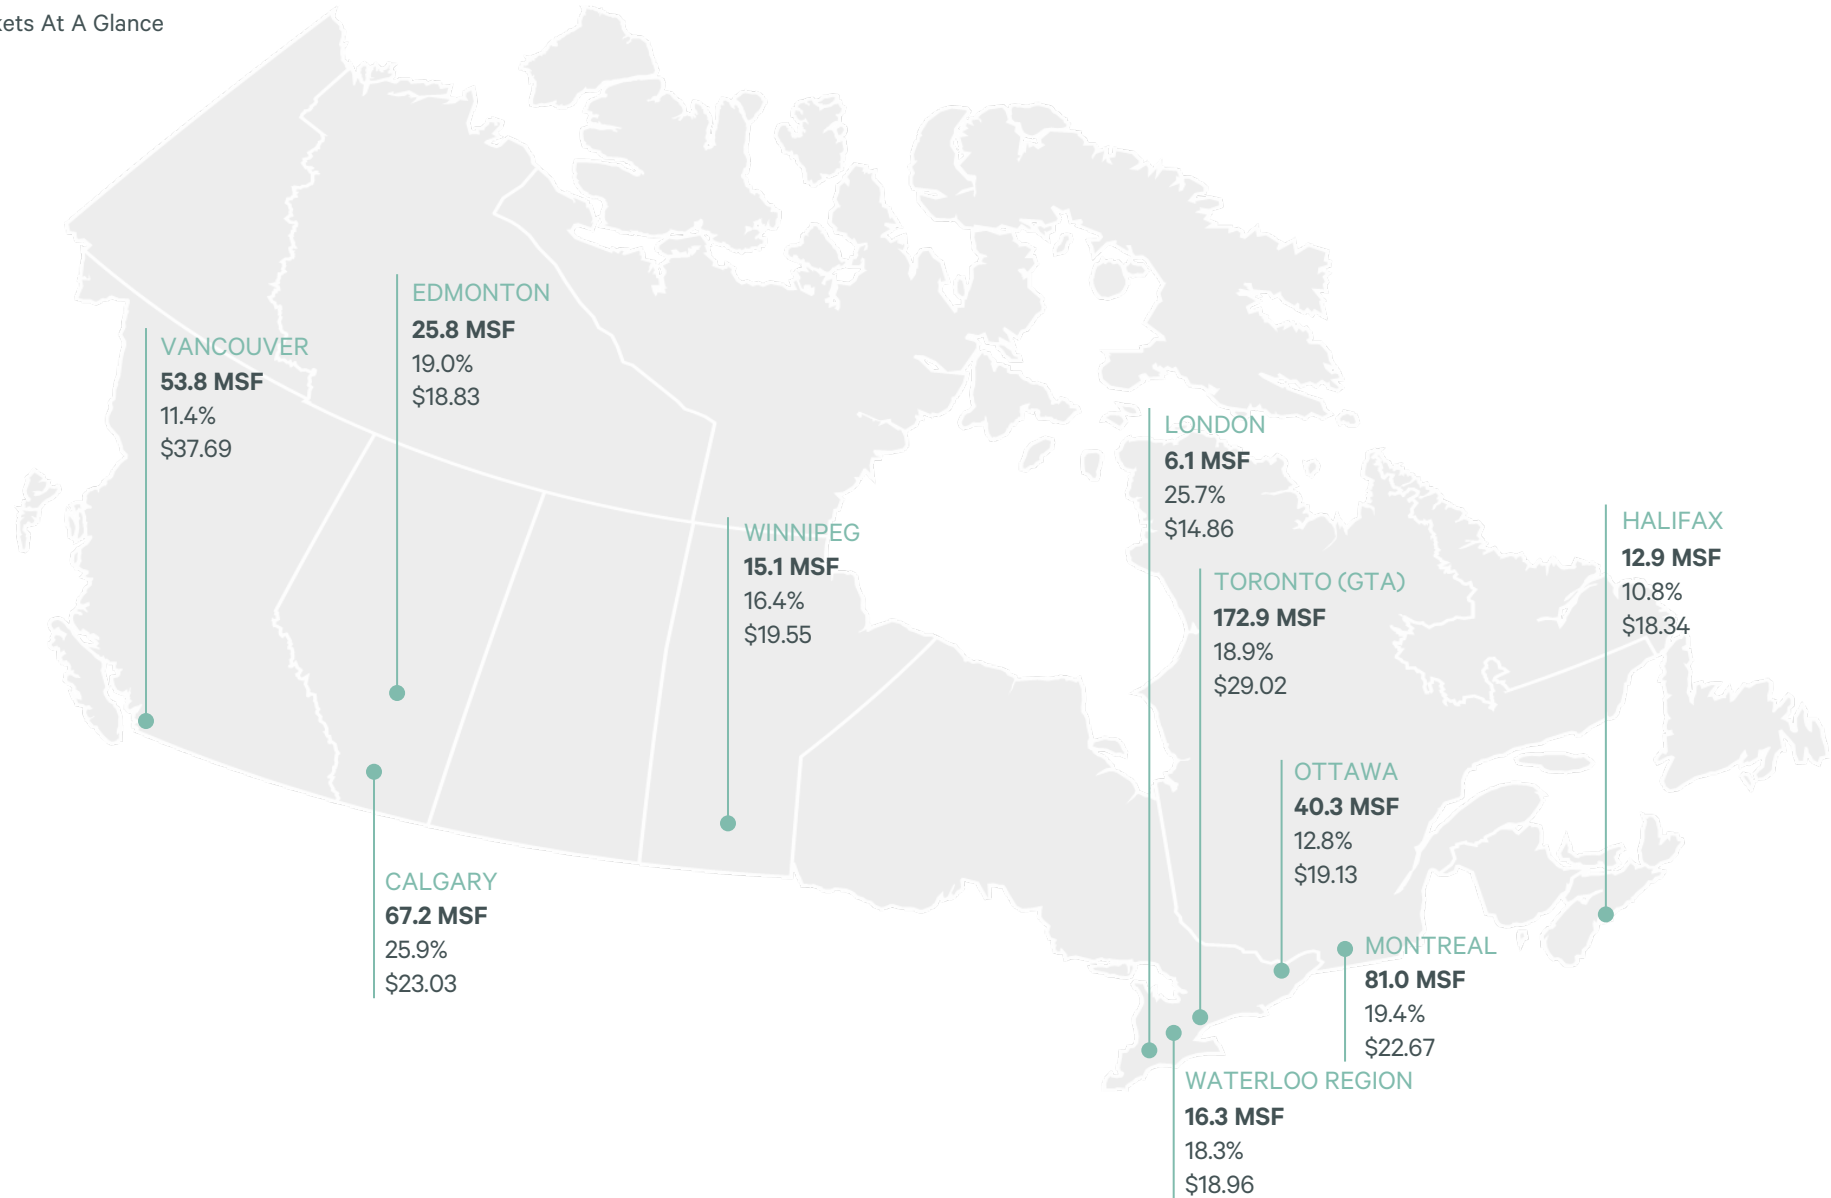 At A Glance
EDMONTON
25.8 MSF
19.0%
$18.83
VANCOUVER
53.8 MSF
11.4%
$37.69
LONDON
6.1 MSF
25.7%
$14.86
WINNIPEG
15.1 MSF
16.4%
$19.55
HALIFAX
12.9 MSF
10.8%
$18.34
TORONTO (GTA)
172.9 MSF
18.9%
$29.02
OTTAWA
40.3 MSF
12.8%
$19.13
CALGARY
67.2 MSF
25.9%
$23.03
MONTREAL
81.0 MSF
19.4%
$22.67
WATERLOO REGION
16.3 MSF
18.3%
$18.96